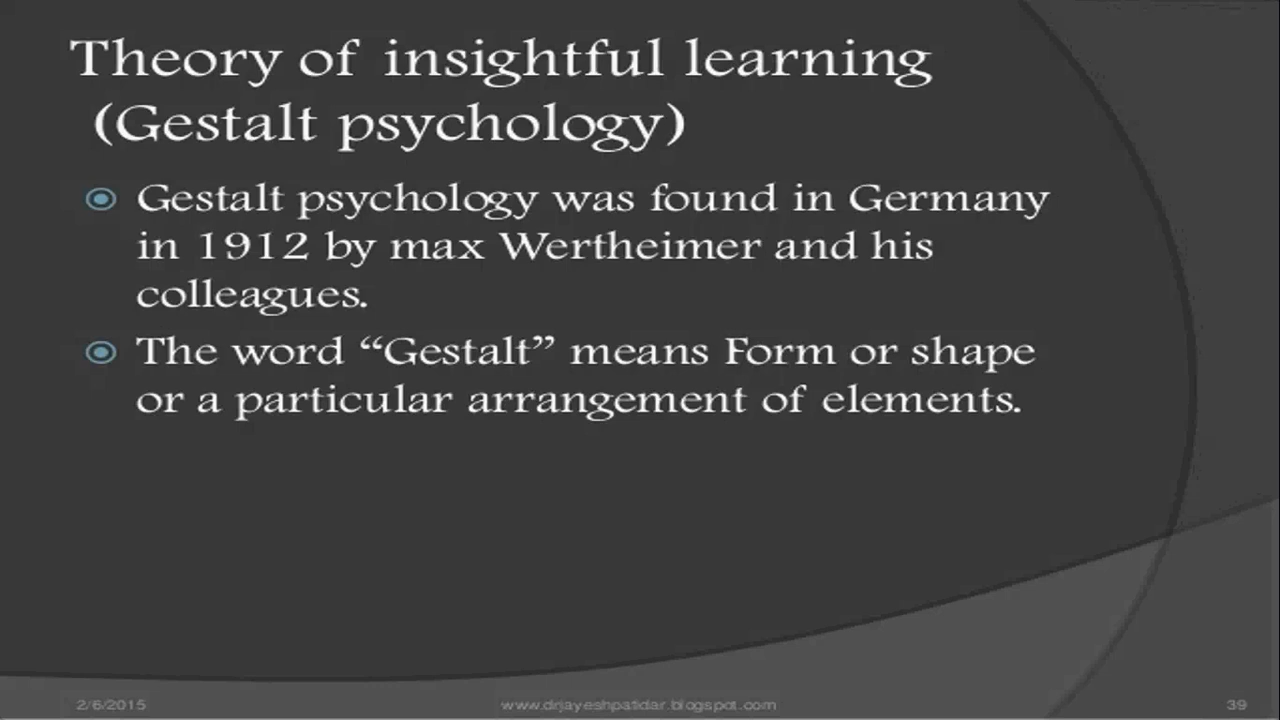 Theory of insightful learning
(Gestalt psychology)
Gestalt psychology was found in Germany
in 1912 by max Wertheimer and his
colleagues.
The word “Gestalt” means Form or shape
or a particular arrangement of elements.
2/6/2015
www.drjayeshpatidar.blogspot.com
39